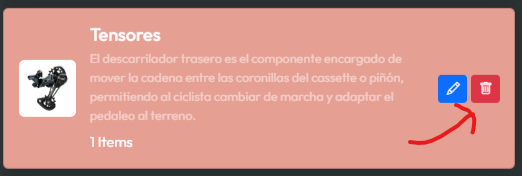 Tensores
El descarrilador trasero es el componente encargado de
mover la cadena entre las coronillas del cassette o piñón,
permitiendo al ciclista cambiar de marcha y adaptar el
pedaleo al terreno.
1 Items